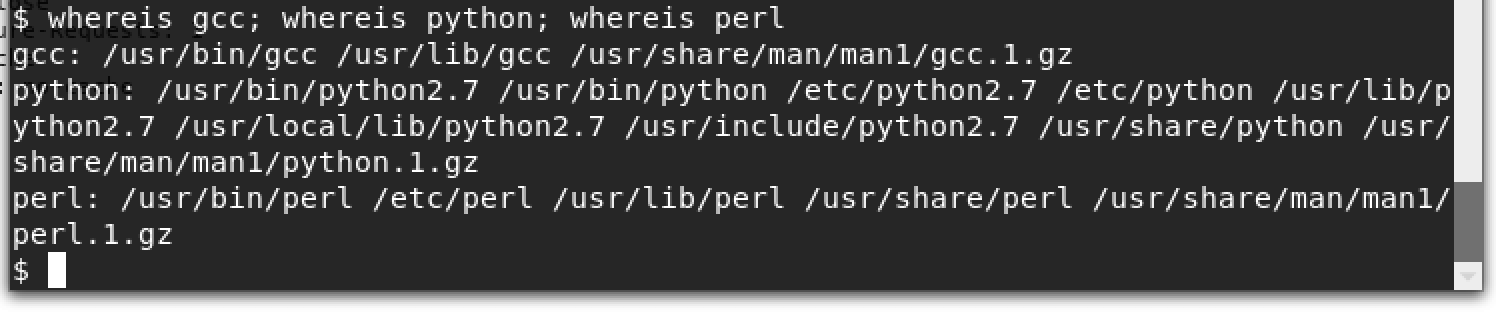 $ whereis gcc; whereis python; whereis perl
gcc: /usr/bin/gcc /usr/lib/gcc /usr/share/man/man1/gcc.1.gz
python: /usr/bin/python2.7 /usr/bin/python /etc/python2.7 /etc/python /usr/lib/p
ython2.7 /usr/local/lib/python2.7 /usr/include/python2.7 /usr/share/python /usr/
share/man/man1/python.1.gz
perl: /usr/bin/perl /etc/perl /usr/lib/perl /usr/share/perl /usr/share/man/man1/
perl.1.gz
$